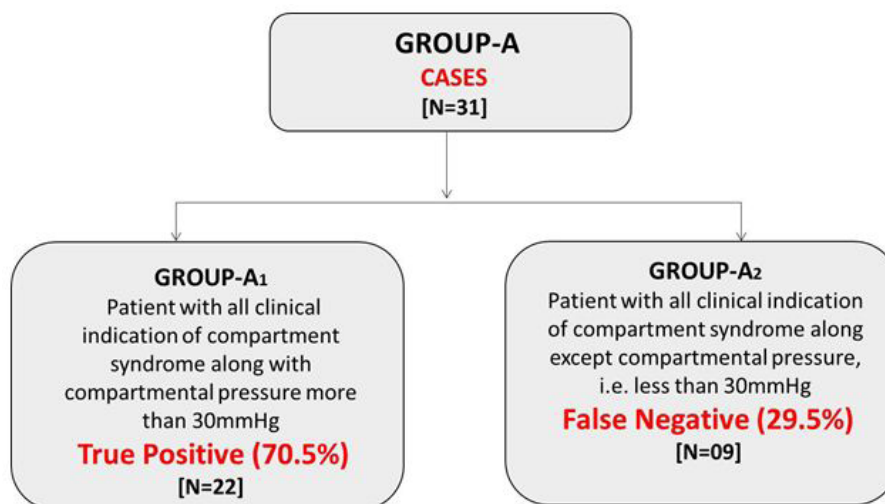 GROUP-A
CASES
[N=31]
GROUP-A1
Patient with all clinical
indication of compartment
syndrome along with
compartmental pressure more
than 30mmHg
True Positive (70.5%)
[N=22]
GROUP-A2
Patient with all clinical indication
of compartment syndrome along
except compartmental pressure,
i.e. less than 30mmHg
False Negative (29.5%)
[N=09]